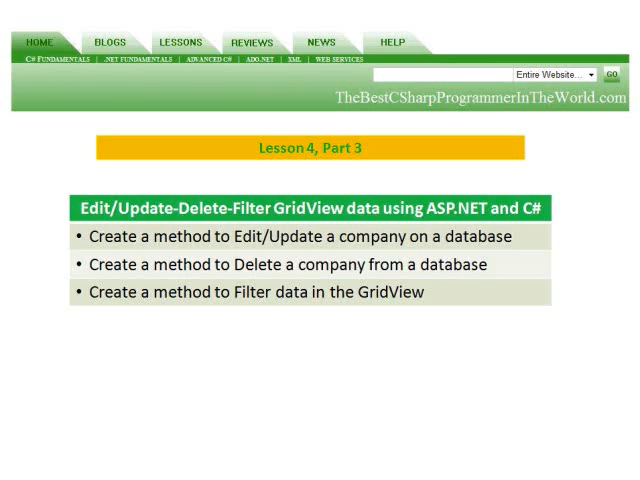 HOME BLOGS LESSONS REVIEWS NEWS HELP
C# FUNDAMENTALS | .NET FUNDAMENTALS | ADVANCED C# | ADO.NET | XML | WEB SERVICES
Entire Website... GO
TheBestCSharpProgrammerInTheWorld.com
Lesson 4, Part 3
Edit/Update-Delete-Filter GridView data using ASP.NET and C#
• Create a method to Edit/Update a company on a database
• Create a method to Delete a company from a database
• Create a method to Filter data in the GridView